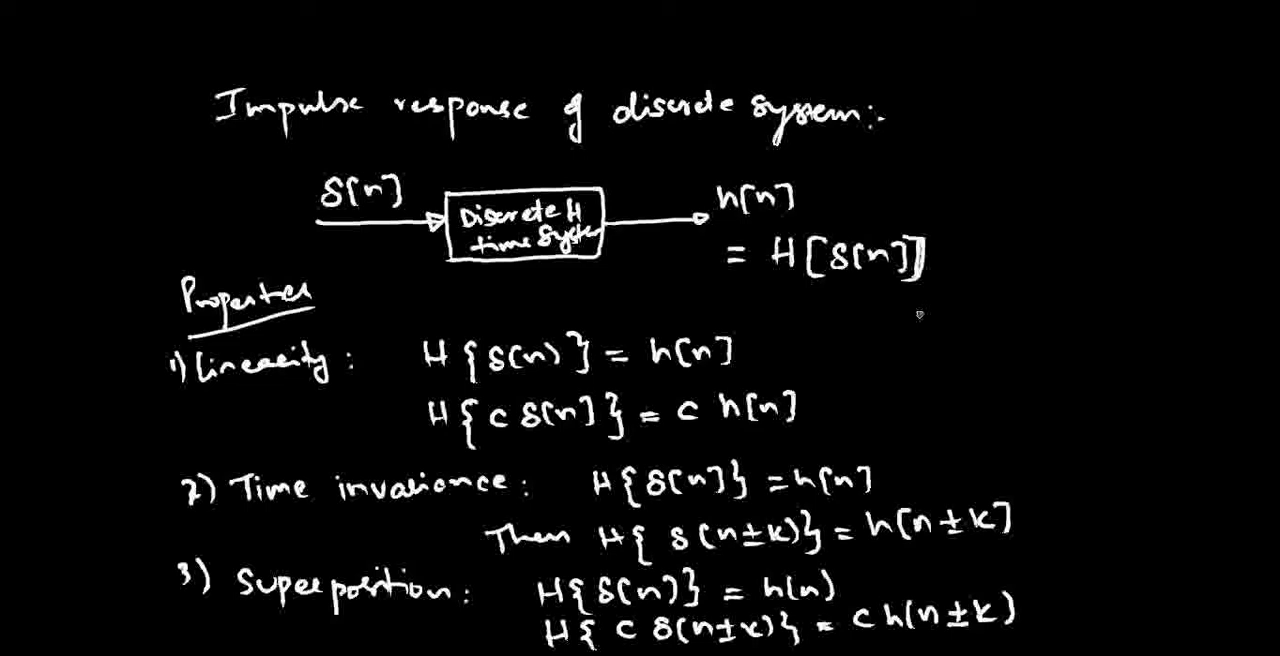 Impulse response of discrete system:-
δ[n]
Discrete H
time System
h[n]
= H[δ[n]]
Properties
1) Linearity : H{δ(n)} = h[n]
H{c δ[n]} = c h[n]
2) Time invariance : H{δ[n]} = h[n]
Then H{ δ(n±k)} = h[n±k]
3) Superposition : H{δ(n)} = h(n)
H{ c δ(n±k)} = c h(n±k)